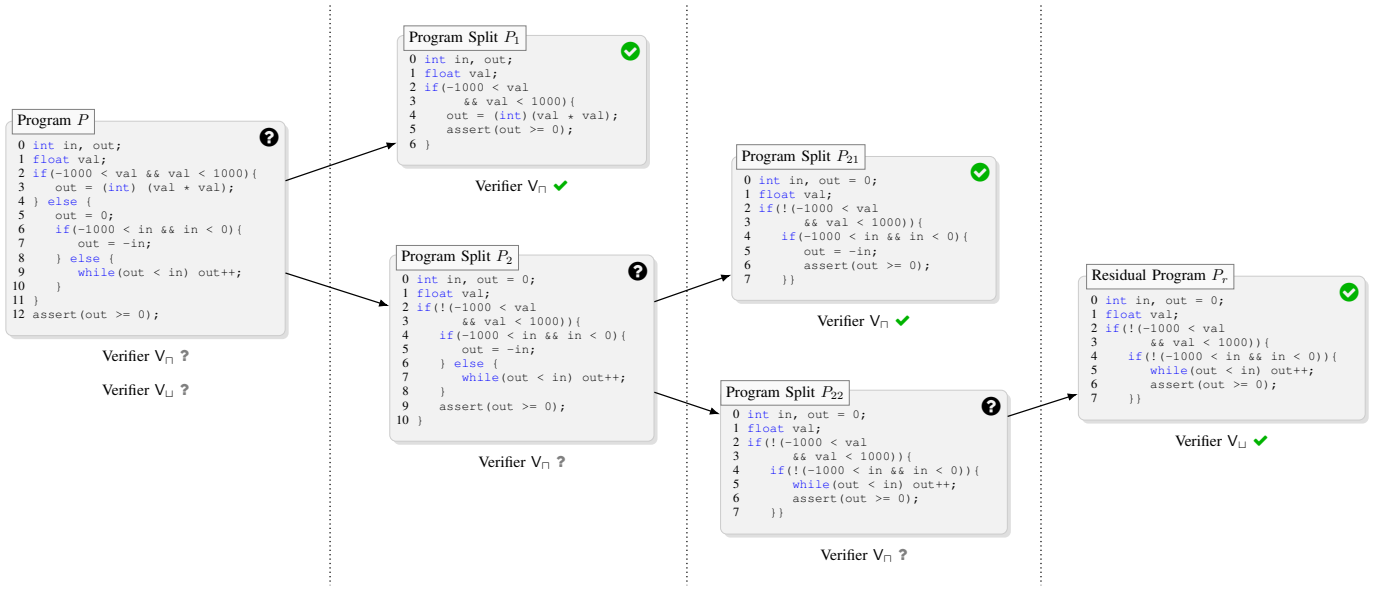 Program P
0 int in, out;
1 float val;
2 if(-1000 < val && val < 1000){
3 out = (int) (val * val);
4 } else {
5 out = 0;
6 if(-1000 < in && in < 0){
7 out = -in;
8 } else {
9 while(out < in) out++;
10 }
11 }
12 assert(out >= 0);
Verifier V⊓ ?
Verifier V⊔ ?
Program Split P₁
0 int in, out;
1 float val;
2 if(-1000 < val
3 && val < 1000){
4 out = (int)(val * val);
5 assert(out >= 0);
6 }
Verifier V⊓ ✔
Program Split P₂
0 int in, out = 0;
1 float val;
2 if(!(-1000 < val
3 && val < 1000)){
4 if(-1000 < in && in < 0){
5 out = -in;
6 } else {
7 while(out < in) out++;
8 }
9 assert(out >= 0);
10 }
Verifier V⊓ ?
Program Split P₂₁
0 int in, out = 0;
1 float val;
2 if(!(-1000 < val
3 && val < 1000)){
4 if(-1000 < in && in < 0){
5 out = -in;
6 assert(out >= 0);
7 }}
Verifier V⊓ ✔
Program Split P₂₂
0 int in, out = 0;
1 float val;
2 if(!(-1000 < val
3 && val < 1000)){
4 if(!(-1000 < in && in < 0)){
5 while(out < in) out++;
6 assert(out >= 0);
7 }}
Verifier V⊓ ?
Residual Program Pᵣ
0 int in, out = 0;
1 float val;
2 if(!(-1000 < val
3 && val < 1000)){
4 if(!(-1000 < in && in < 0)){
5 while(out < in) out++;
6 assert(out >= 0);
7 }}
Verifier V⊔ ✔